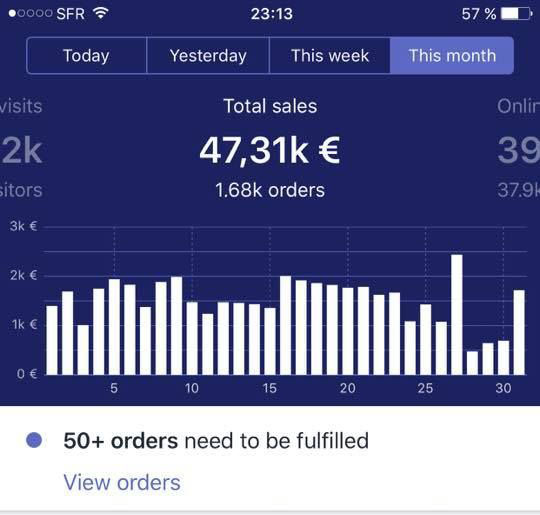 SFR 23:13 57 %
Today Yesterday This week This month
visits Total sales Onlin
2k 47,31k € 39
sitors 1.68k orders 37.9k
3k €
2k €
1k €
0 €
5 10 15 20 25 30
50+ orders need to be fulfilled
View orders